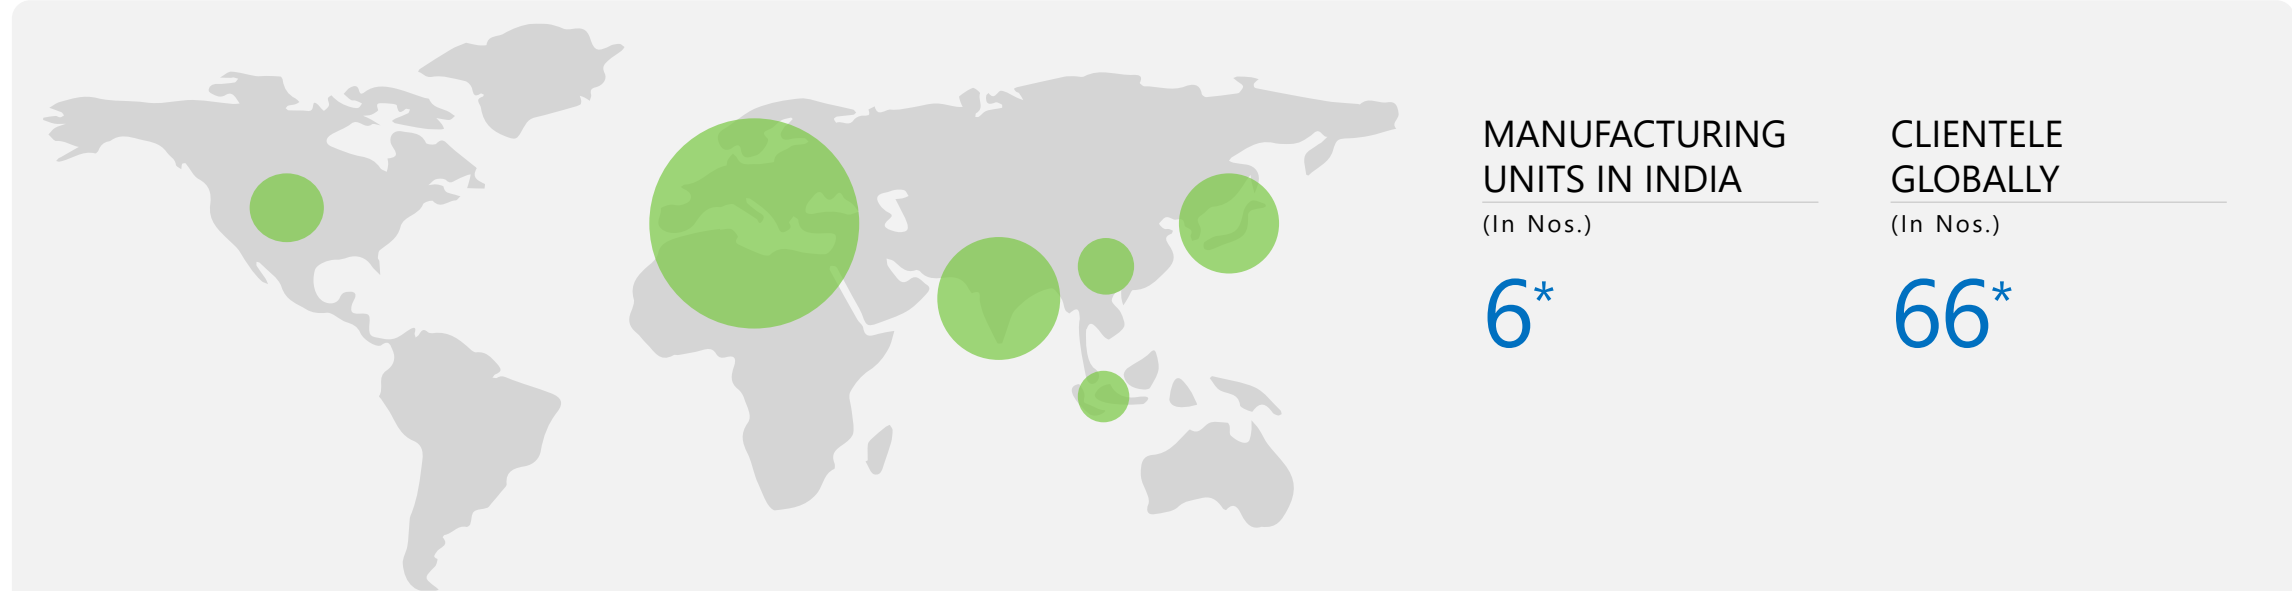 MANUFACTURING
UNITS IN INDIA
(In Nos.)
6*
CLIENTELE
GLOBALLY
(In Nos.)
66*